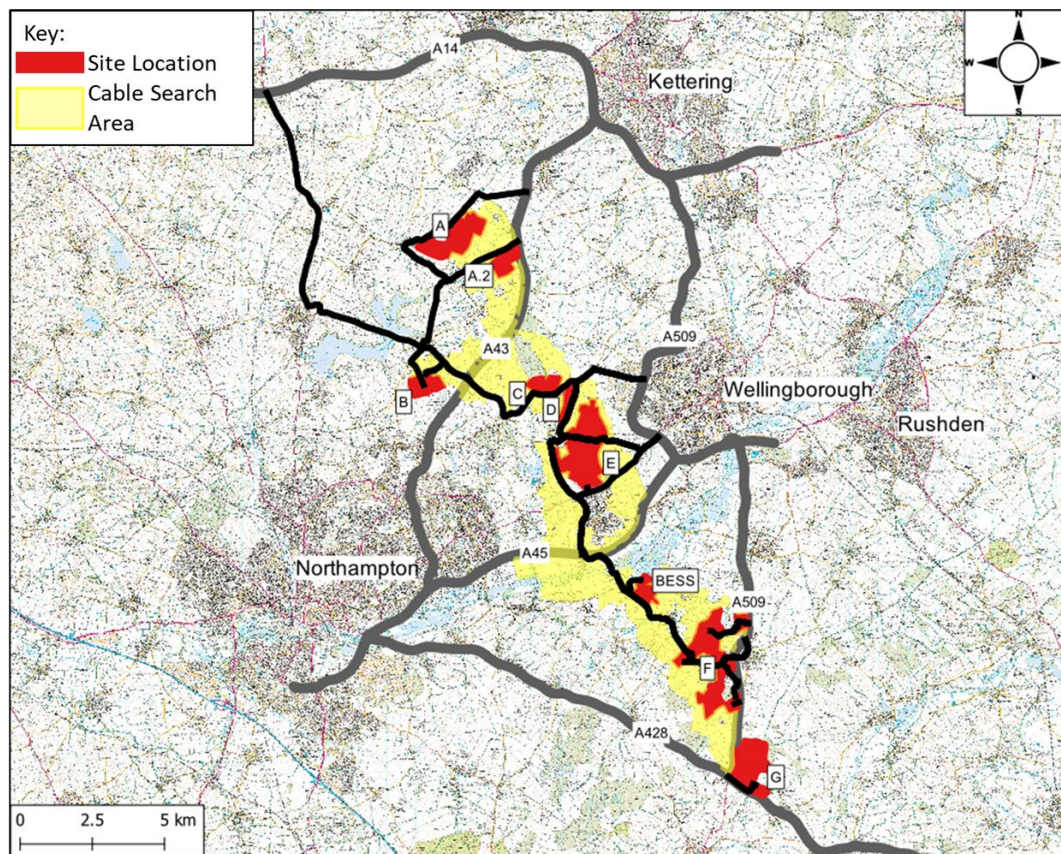 Key:
Site Location
Cable Search
Area
N
W
E
S
A14
Kettering
A
A.2
A43
A509
B
C
D
Wellingborough
Rushden
E
Northampton
A45
BESS
A509
F
A428
G
0 2.5 5 km